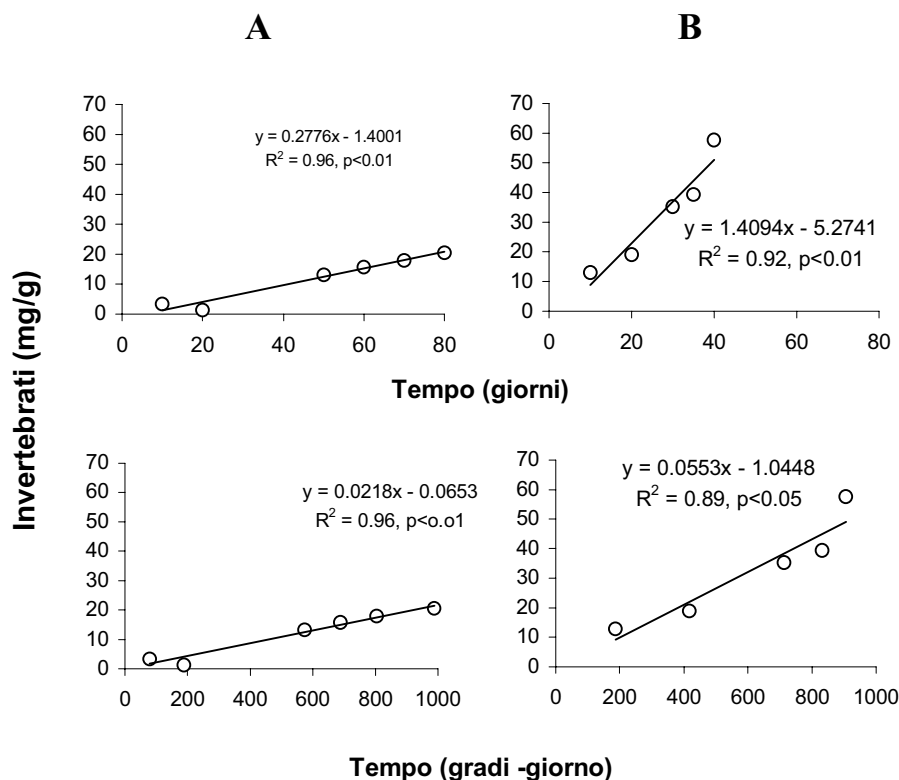 A
B
Invertebrati (mg/g)
70
60
50
40
30
20
10
0
y = 0.2776x - 1.4001
R² = 0.96, p<0.01
0 20 40 60 80
70
60
50
40
30
20
10
0
y = 1.4094x - 5.2741
R² = 0.92, p<0.01
0 20 40 60 80
Tempo (giorni)
70
60
50
40
30
20
10
0
y = 0.0218x - 0.0653
R² = 0.96, p<o.o1
0 200 400 600 800 1000
70
60
50
40
30
20
10
0
y = 0.0553x - 1.0448
R² = 0.89, p<0.05
0 200 400 600 800 1000
Tempo (gradi -giorno)